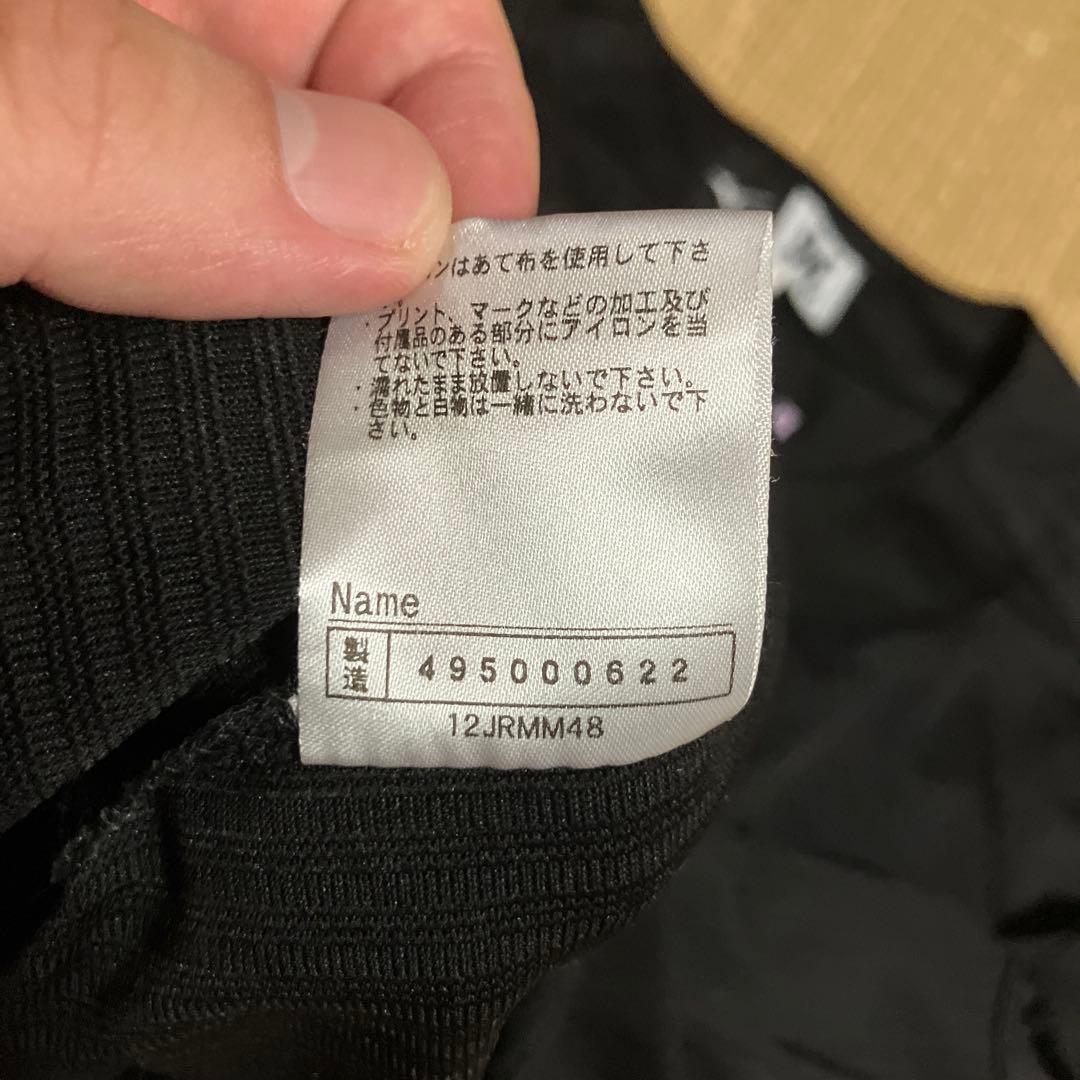 ンはあて布を使用して下さ
・プリント、マークなどの加工及び
付属品のある部分にアイロンを当
てないで下さい。
・濡れたまま放置しないで下さい。
・色物と白物は一緒に洗わないで下
さい。
Name
製造 495000622
12JRMM48